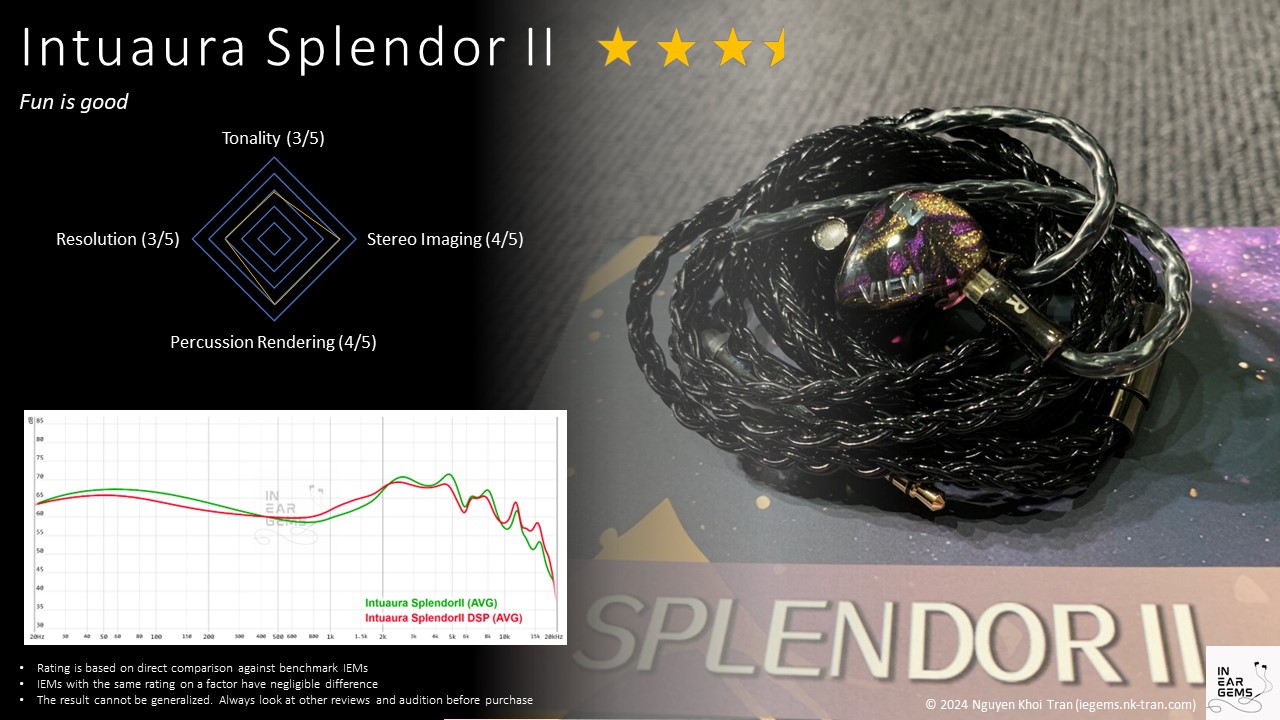 Intuaura Splendor II
Fun is good
Tonality (3/5)
Resolution (3/5)
Stereo Imaging (4/5)
Percussion Rendering (4/5)
VIEW
R
dB
85
80
75
70
65
60
55
50
45
40
35
30
IN
EAR
GEMS
Intuaura SplendorII (AVG)
Intuaura SplendorII DSP (AVG)
20Hz 30 40 50 60 80 100 200 300 400 500 600 800 1k 1.5k 2k 3k 4k 5k 6k 8k 10k 15k 20kHz
SPLENDOR II
• Rating is based on direct comparison against benchmark IEMs
• IEMs with the same rating on a factor have negligible difference
• The result cannot be generalized. Always look at other reviews and audition before purchase
© 2024 Nguyen Khoi Tran (iegems.nk-tran.com)
IN
EAR
GEMS